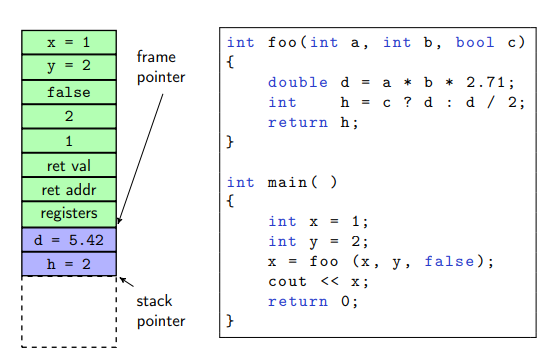 x = 1
y = 2
false
2
1
ret val
ret addr
registers
d = 5.42
h = 2
frame
pointer
stack
pointer
int foo(int a, int b, bool c)
{
    double d = a * b * 2.71;
    int    h = c ? d : d / 2;
    return h;
}
int main( )
{
    int x = 1;
    int y = 2;
    x = foo (x, y, false);
    cout << x;
    return 0;
}